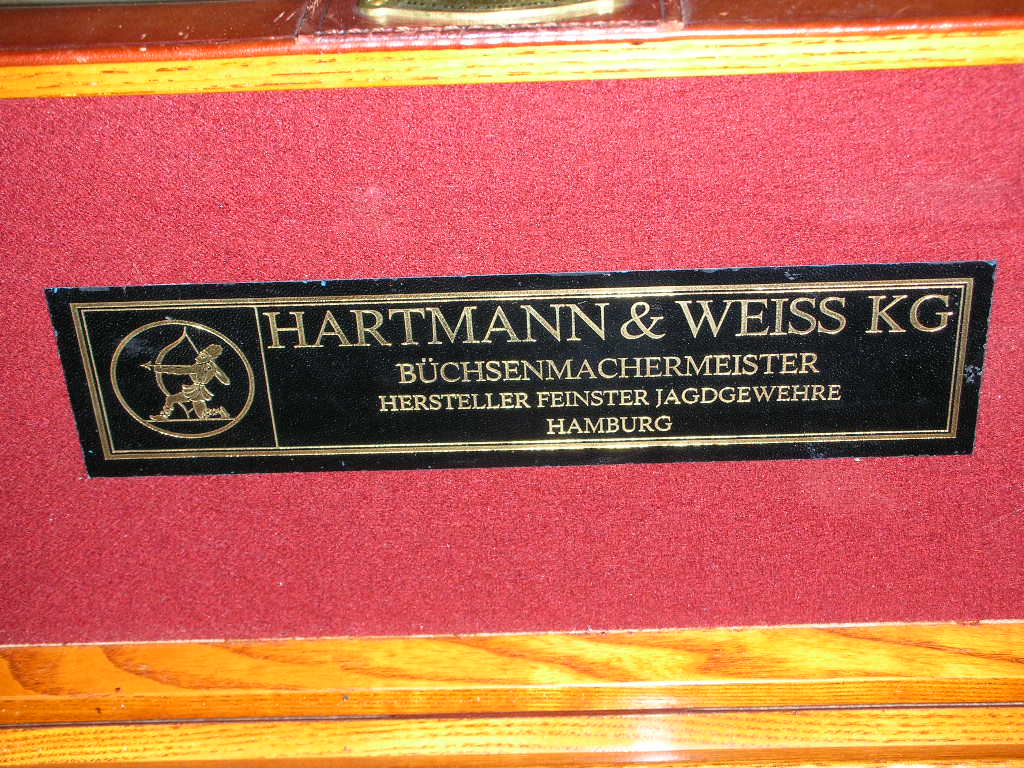 HARTMANN & WEISS KG
BÜCHSENMACHERMEISTER
HERSTELLER FEINSTER JAGDGEWEHRE
HAMBURG